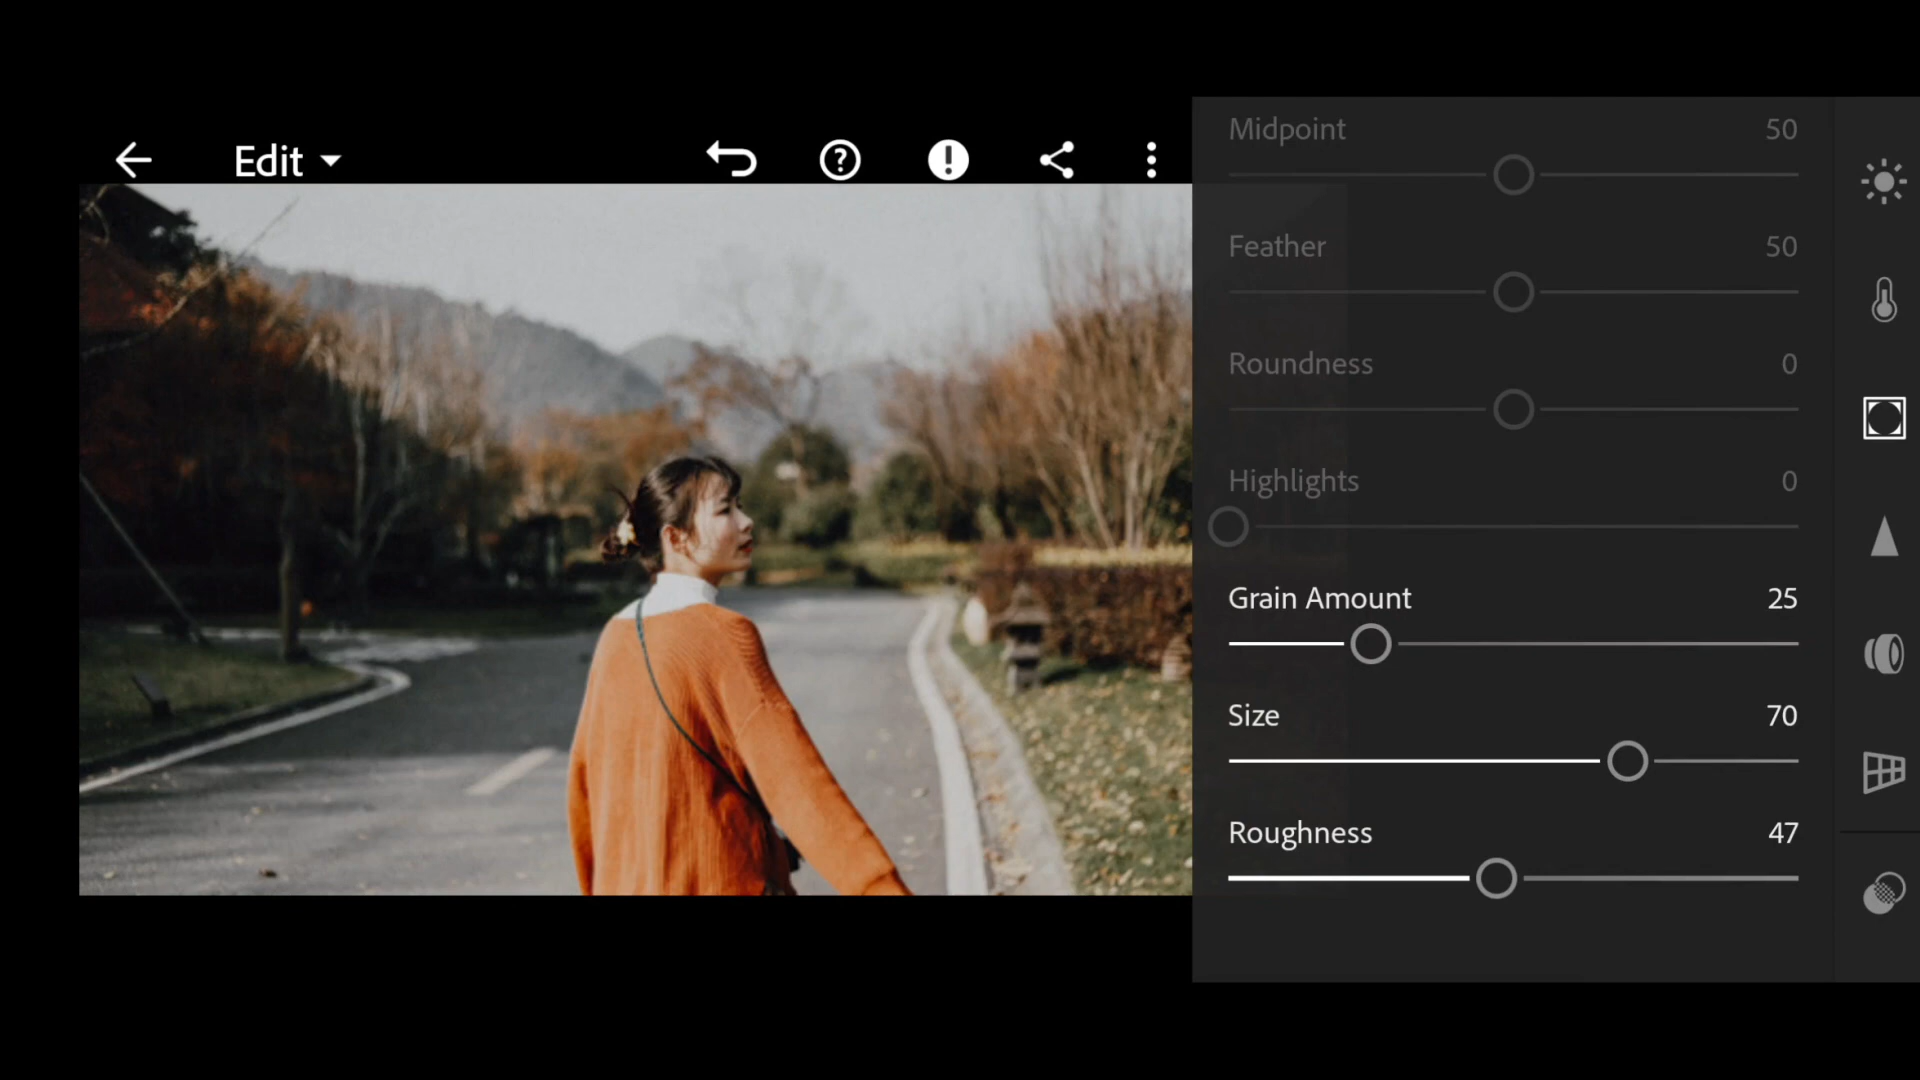 Edit
Midpoint 50
Feather 50
Roundness 0
Highlights 0
Grain Amount 25
Size 70
Roughness 47